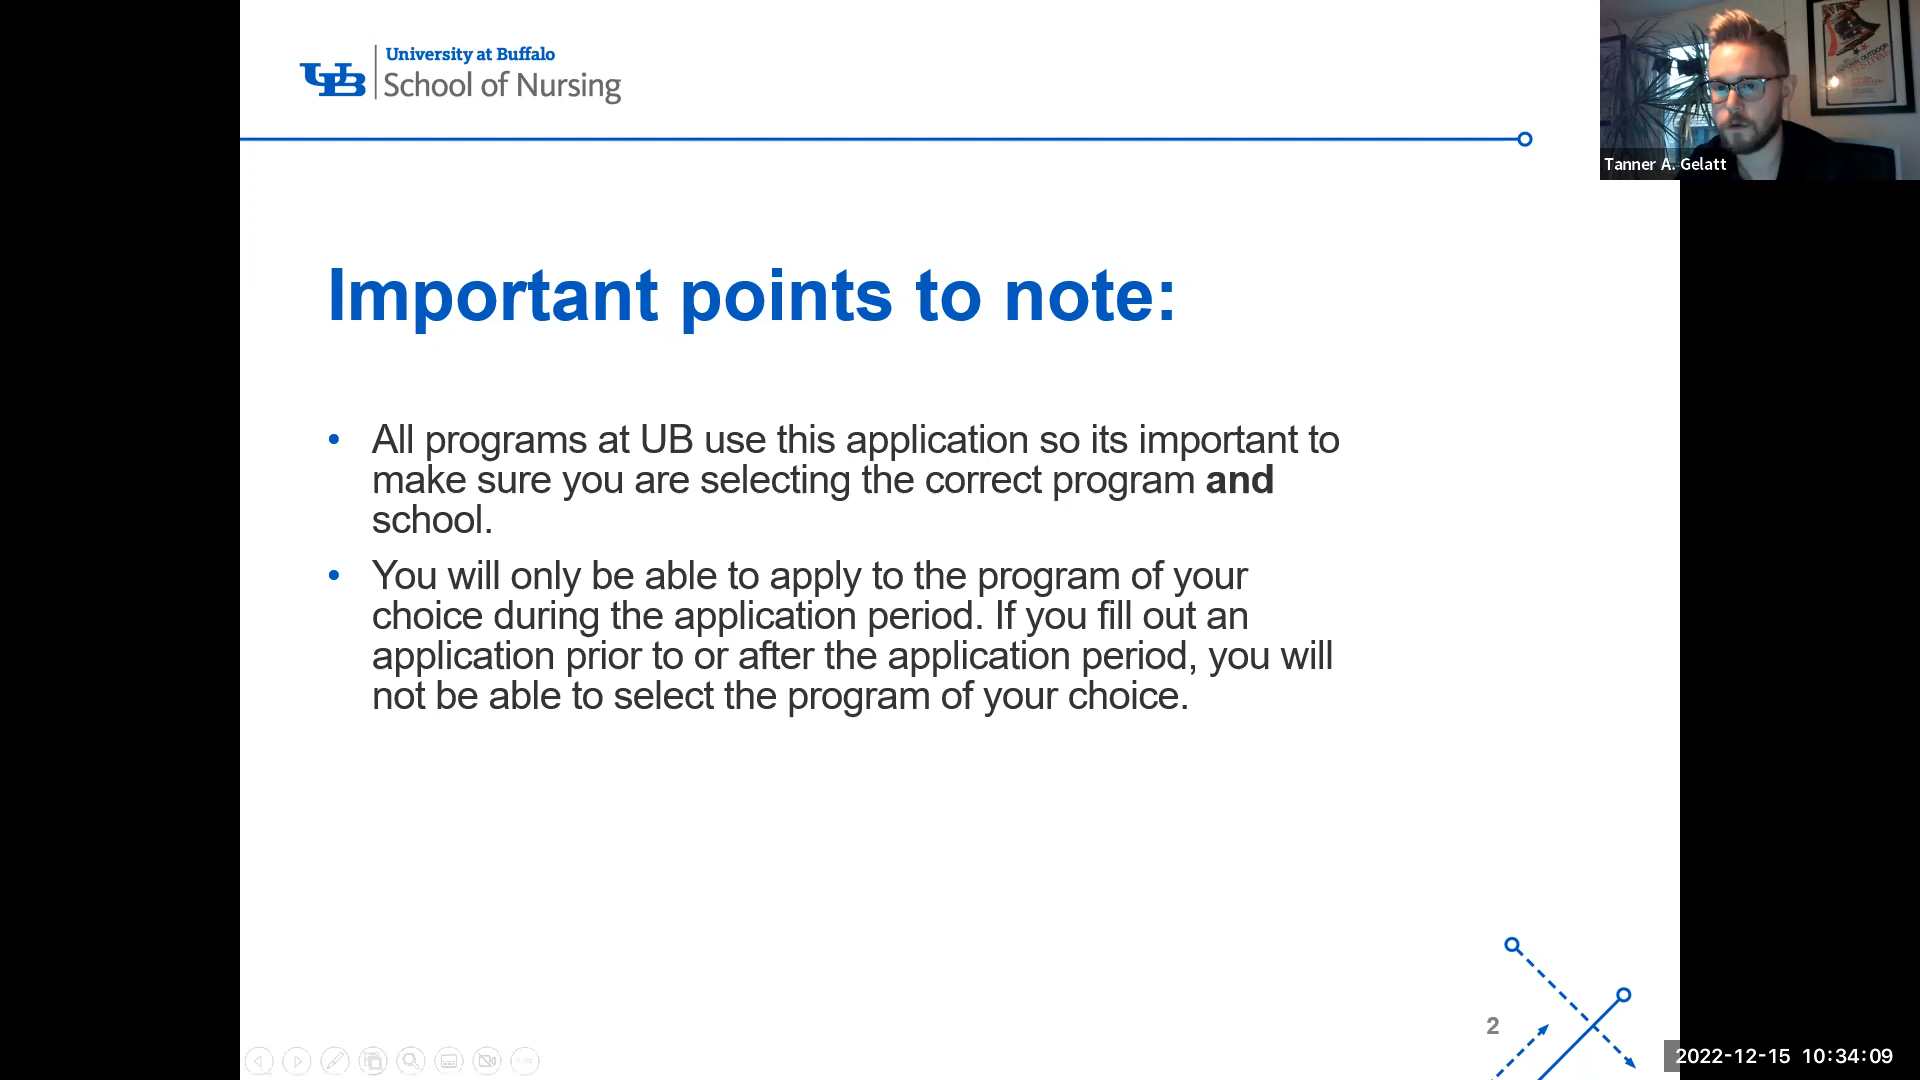 UB
University at Buffalo
School of Nursing
Tanner A. Gelatt
Important points to note:
• All programs at UB use this application so its important to
make sure you are selecting the correct program and
school.
• You will only be able to apply to the program of your
choice during the application period. If you fill out an
application prior to or after the application period, you will
not be able to select the program of your choice.
2
2022-12-15 10:34:09